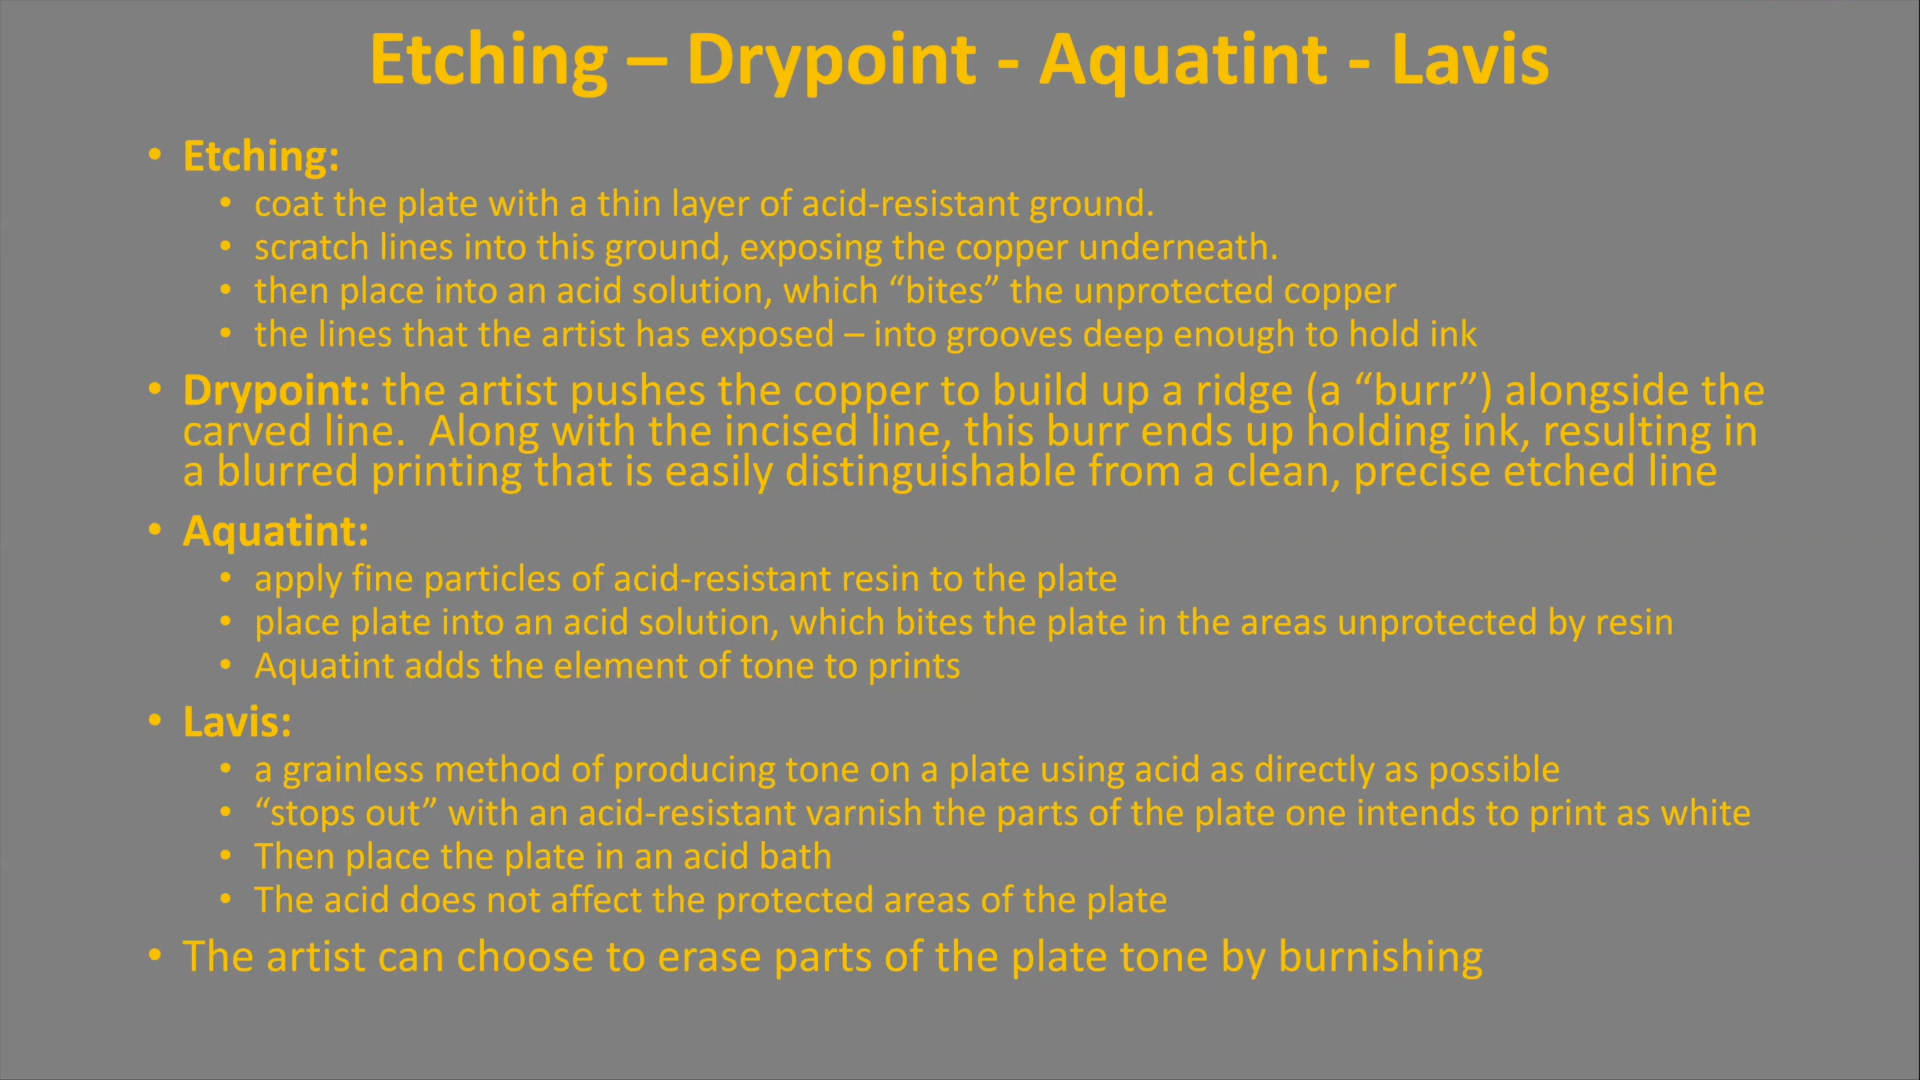 Etching – Drypoint - Aquatint - Lavis
• Etching:
• coat the plate with a thin layer of acid-resistant ground.
• scratch lines into this ground, exposing the copper underneath.
• then place into an acid solution, which “bites” the unprotected copper
• the lines that the artist has exposed – into grooves deep enough to hold ink
• Drypoint: the artist pushes the copper to build up a ridge (a “burr”) alongside the
carved line.  Along with the incised line, this burr ends up holding ink, resulting in
a blurred printing that is easily distinguishable from a clean, precise etched line
• Aquatint:
• apply fine particles of acid-resistant resin to the plate
• place plate into an acid solution, which bites the plate in the areas unprotected by resin
• Aquatint adds the element of tone to prints
• Lavis:
• a grainless method of producing tone on a plate using acid as directly as possible
• “stops out” with an acid-resistant varnish the parts of the plate one intends to print as white
• Then place the plate in an acid bath
• The acid does not affect the protected areas of the plate
• The artist can choose to erase parts of the plate tone by burnishing